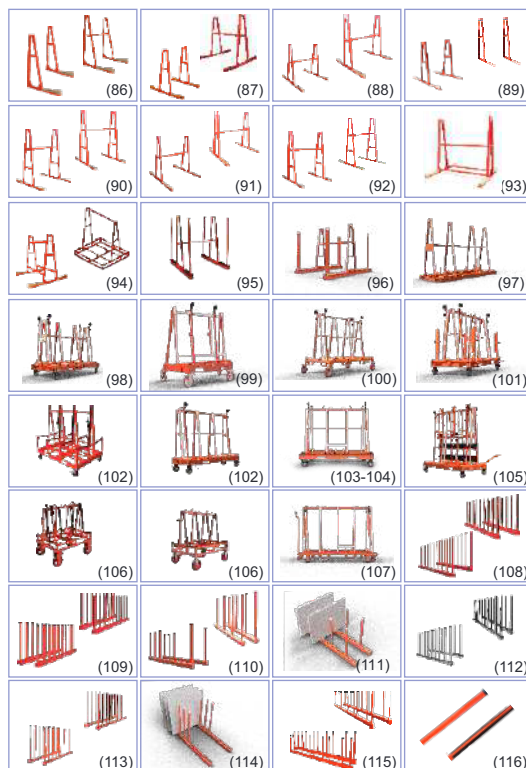 (86) (87) (88) (89)
(90) (91) (92) (93)
(94) (95) (96) (97)
(98) (99) (100) (101)
(102) (102) (103-104) (105)
(106) (106) (107) (108)
(109) (110) (111) (112)
(113) (114) (115) (116)